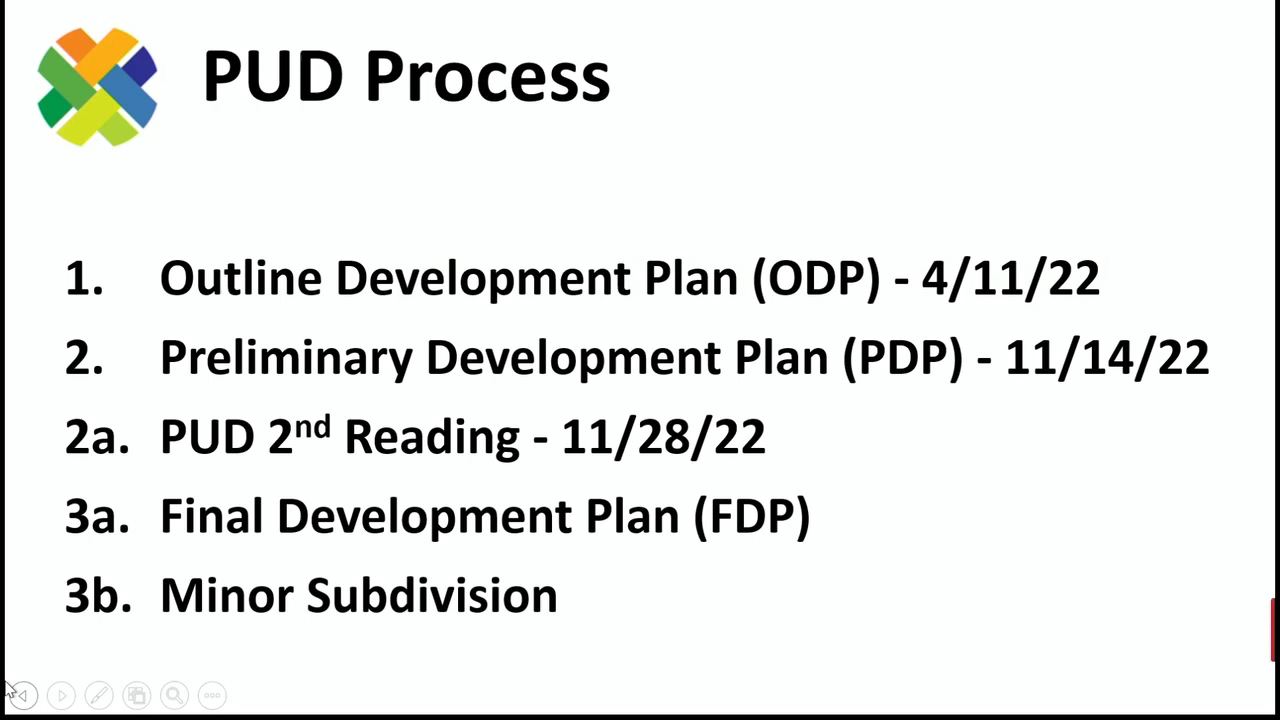 PUD Process
1. Outline Development Plan (ODP) - 4/11/22
2. Preliminary Development Plan (PDP) - 11/14/22
2a. PUD 2nd Reading - 11/28/22
3a. Final Development Plan (FDP)
3b. Minor Subdivision